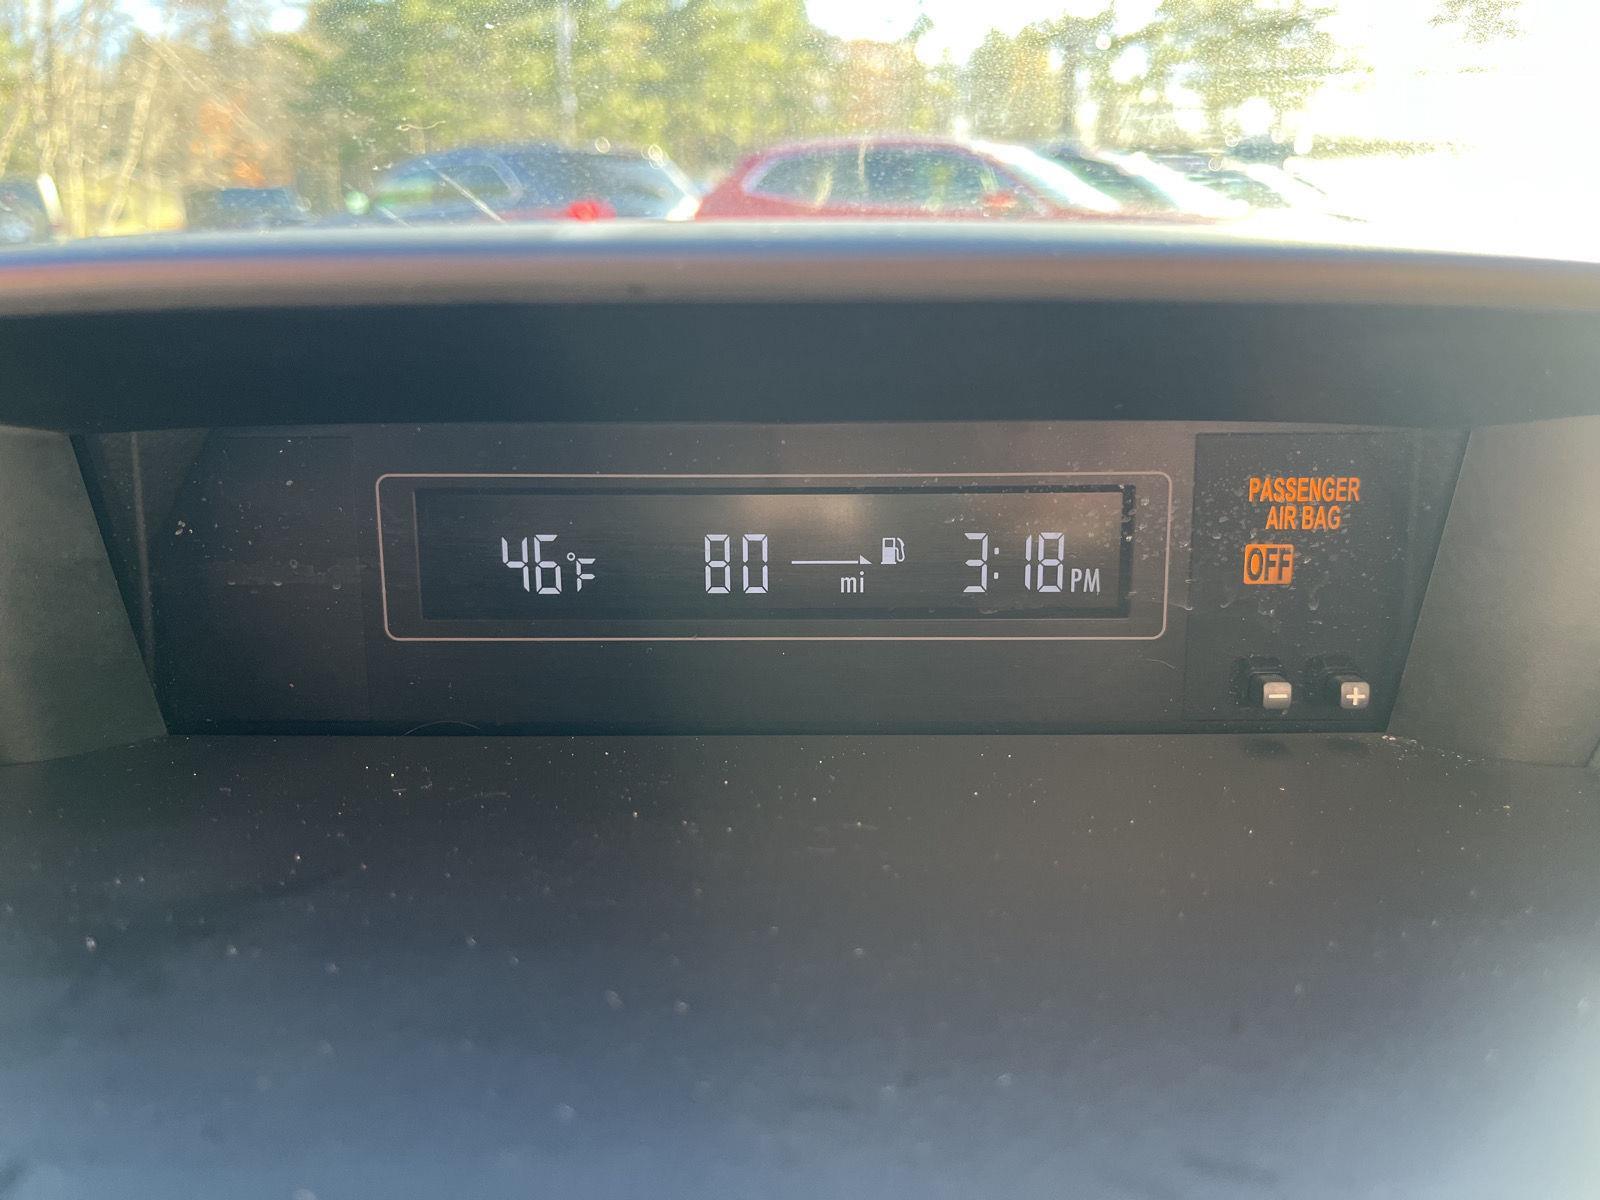 46°F 80 mi 3:18 PM
PASSENGER
AIR BAG
OFF
- +